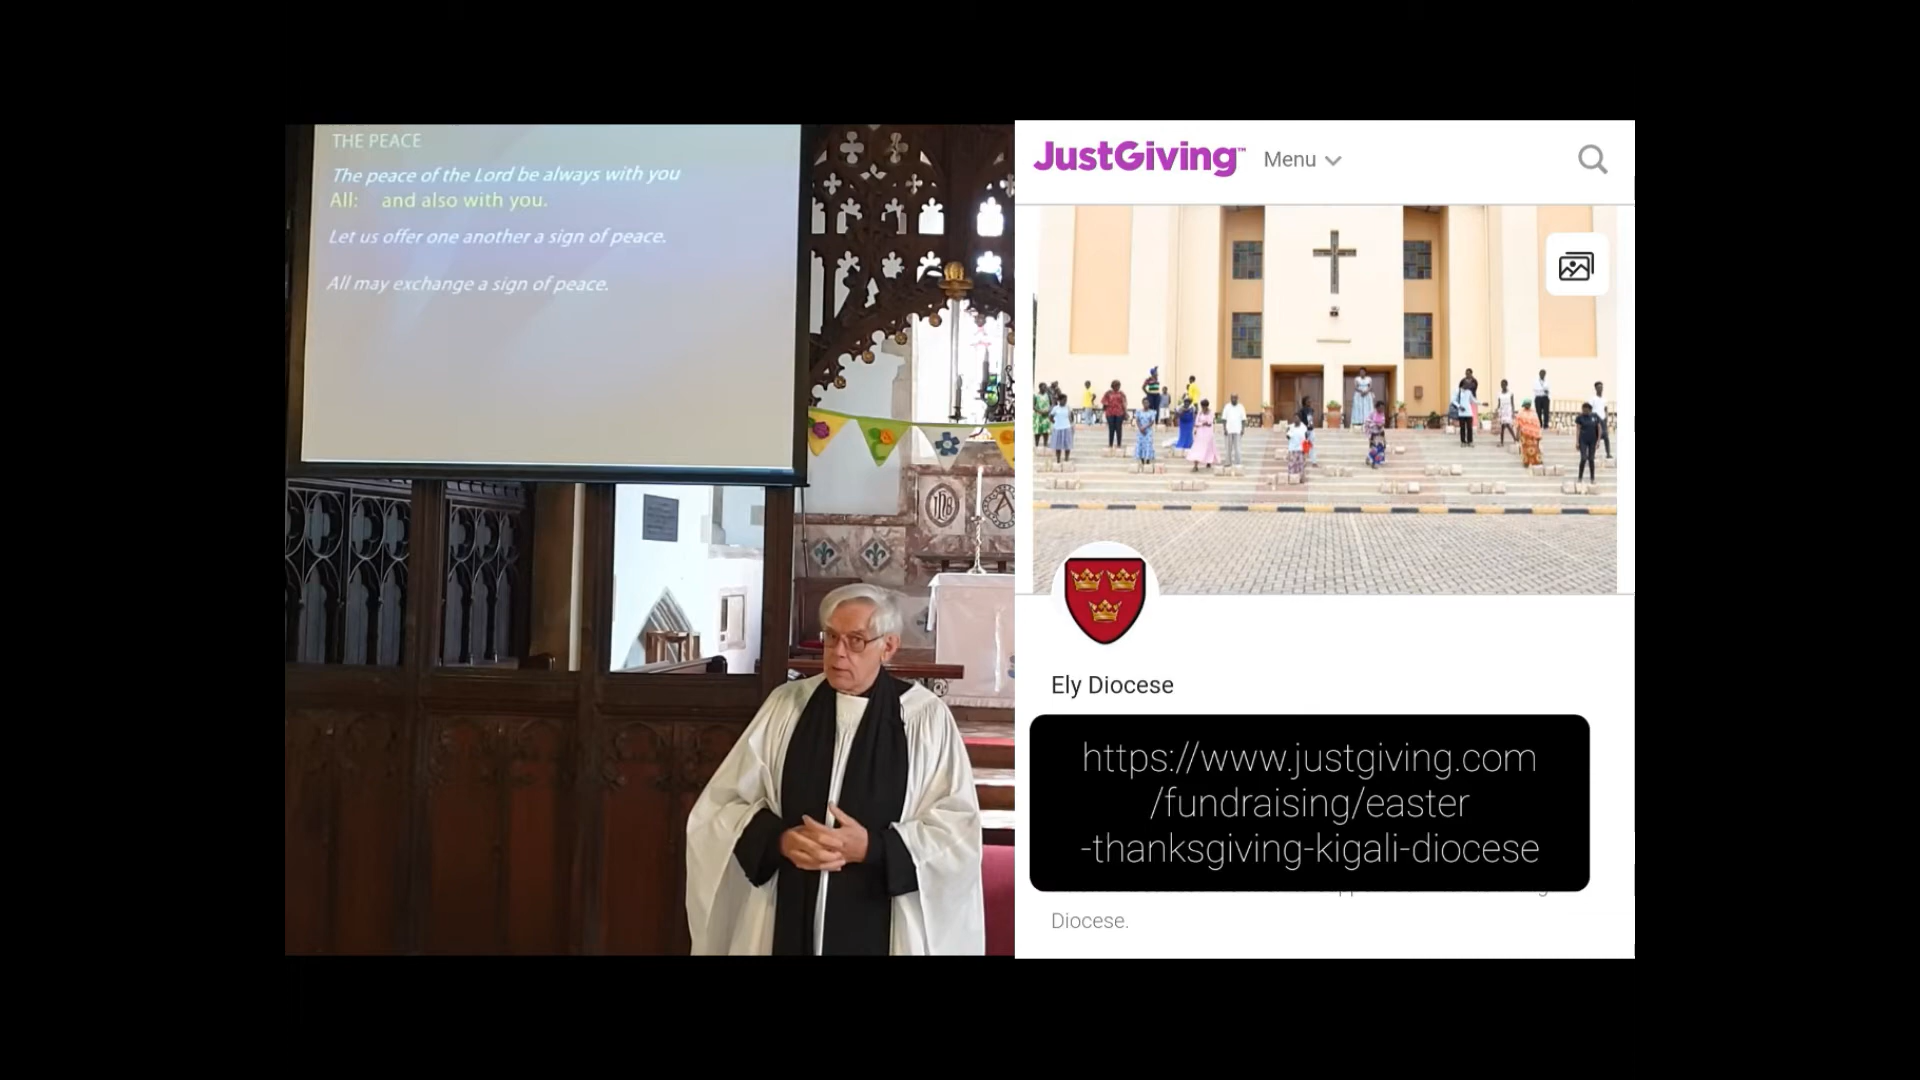 THE PEACE
The peace of the Lord be always with you
All: and also with you.
Let us offer one another a sign of peace.
All may exchange a sign of peace.
JustGiving™ Menu
Ely Diocese
https://www.justgiving.com
/fundraising/easter
-thanksgiving-kigali-diocese
Diocese.